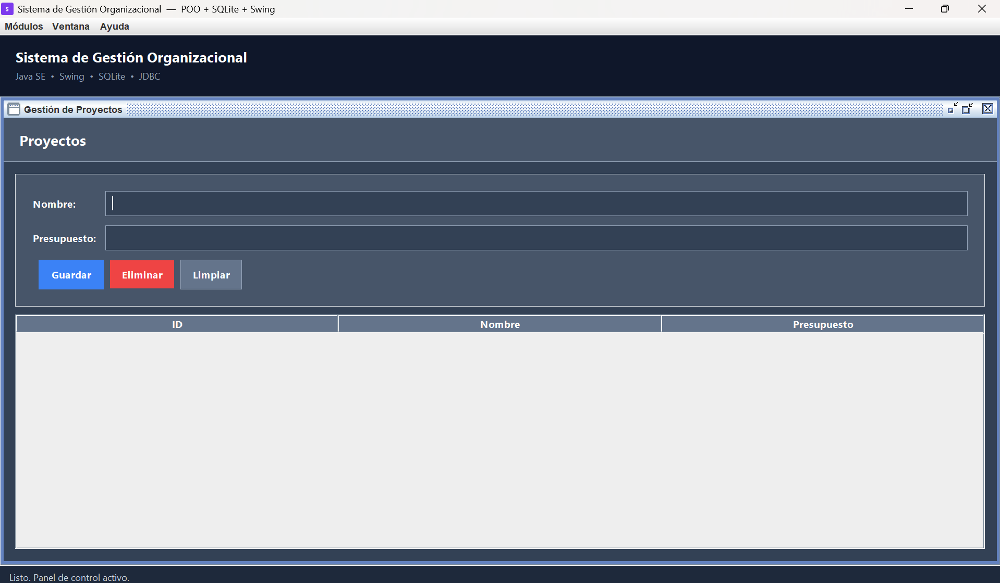 S Sistema de Gestión Organizacional — POO + SQLite + Swing
Módulos Ventana Ayuda
Sistema de Gestión Organizacional
Java SE • Swing • SQLite • JDBC
Gestión de Proyectos
Proyectos
Nombre:
Presupuesto:
Guardar Eliminar Limpiar
ID Nombre Presupuesto
Listo. Panel de control activo.